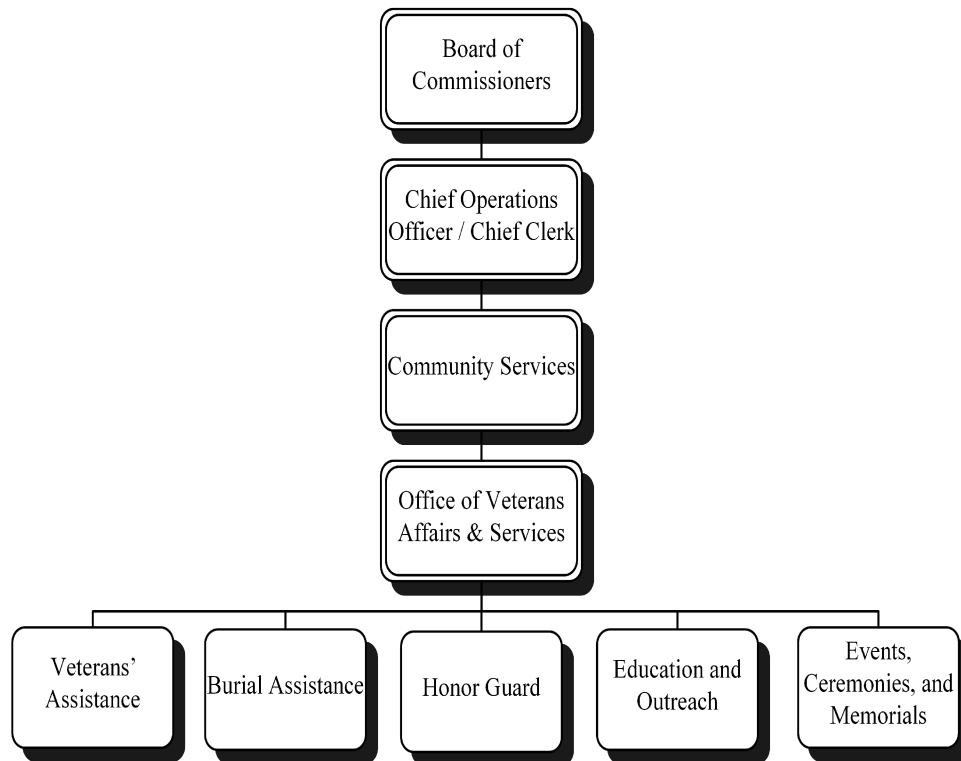 Board of
Commissioners
Chief Operations
Officer / Chief Clerk
Community Services
Office of Veterans
Affairs & Services
Veterans’
Assistance
Burial Assistance
Honor Guard
Education and
Outreach
Events,
Ceremonies, and
Memorials